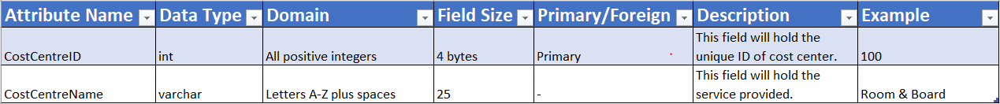 Attribute Name Data Type Domain Field Size Primary/Foreign Description Example
CostCentreID int All positive integers 4 bytes Primary This field will hold the
unique ID of cost center. 100
CostCentreName varchar Letters A-Z plus spaces 25 - This field will hold the
service provided. Room & Board